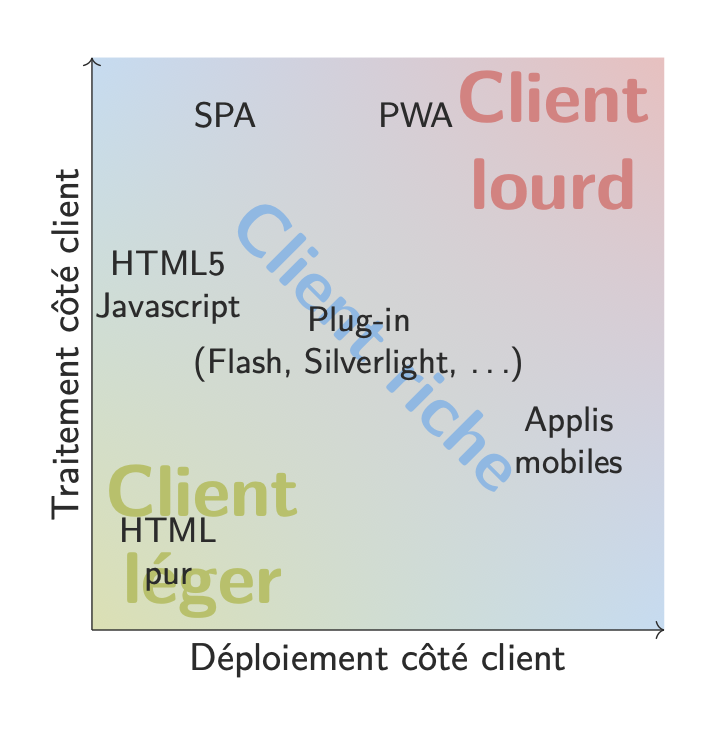 SPA
PWA
Client
lourd
Client riche
HTML5
Javascript
Plug-in
(Flash, Silverlight, ...)
Applis
mobiles
Client
léger
HTML
pur
Traitement côté client
Déploiement côté client